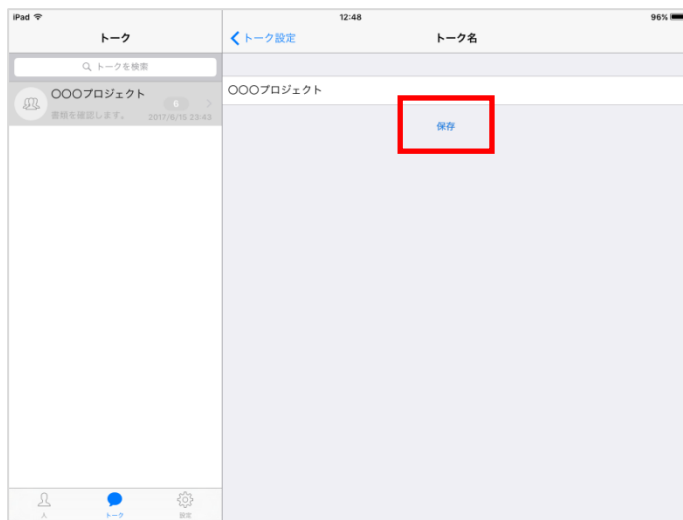 iPad 12:48 96%
トーク
トークを検索
〇〇〇プロジェクト
6
書類を確認します。 2017/6/15 23:43
人 トーク 設定
トーク設定 トーク名
〇〇〇プロジェクト
保存